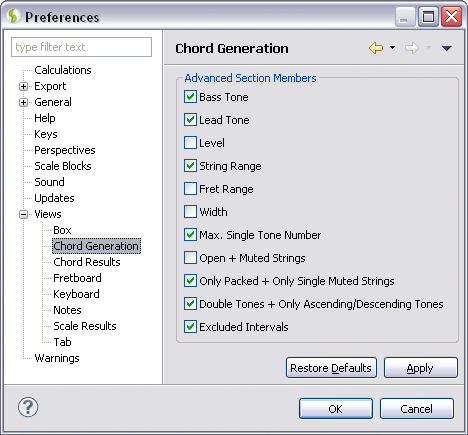 Preferences
type filter text
Calculations
Export
General
Help
Keys
Perspectives
Scale Blocks
Sound
Updates
Views
Box
Chord Generation
Chord Results
Fretboard
Keyboard
Notes
Scale Results
Tab
Warnings
Chord Generation
Advanced Section Members
Bass Tone
Lead Tone
Level
String Range
Fret Range
Width
Max. Single Tone Number
Open + Muted Strings
Only Packed + Only Single Muted Strings
Double Tones + Only Ascending/Descending Tones
Excluded Intervals
Restore Defaults
Apply
?
OK
Cancel